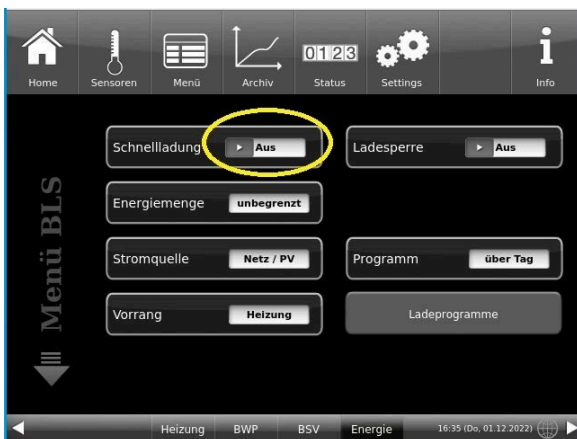 0123
Home Sensoren Menü Archiv Status Settings Info
Schnellladung Aus Ladesperre Aus
Energiemenge unbegrenzt
Stromquelle Netz / PV Programm über Tag
Vorrang Heizung Ladeprogramme
Menü BLS
Heizung BWP BSV Energie 16:35 (Do, 01.12.2022)